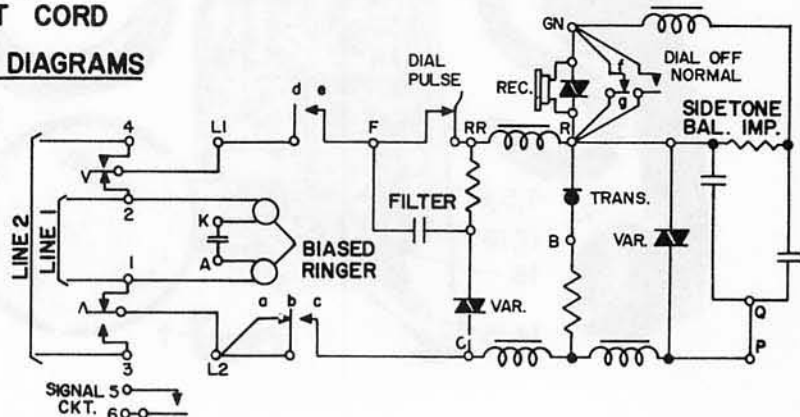 T CORD
DIAGRAMS
GN
DIAL OFF
NORMAL
DIAL
PULSE
REC.
f
g
d e
4
L1
F
RR
R
SIDETONE
BAL. IMP.
V
2
LINE 2
LINE 1
K
A
BIASED
RINGER
FILTER
TRANS.
B
VAR.
1
Λ
a b c
VAR.
Q
3
L2
C
P
SIGNAL 5
CKT. 6